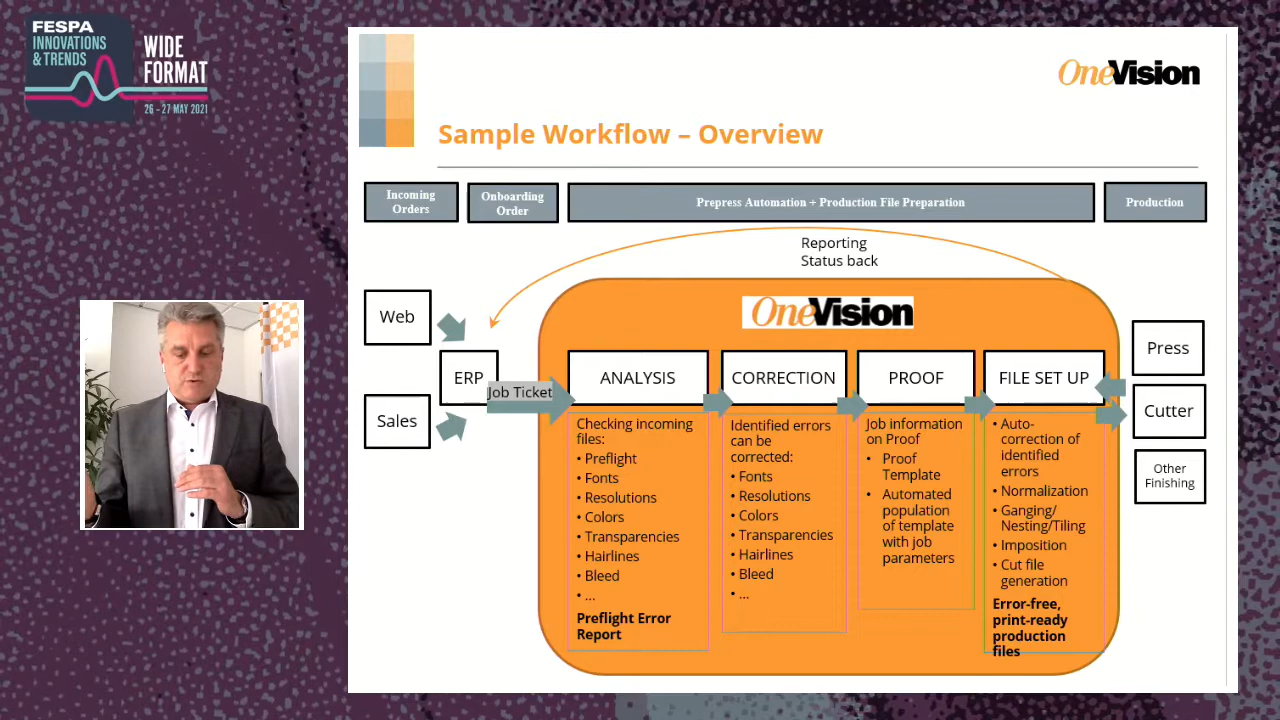 FESPA
INNOVATIONS
& TRENDS
WIDE
FORMAT
26 – 27 MAY 2021
OneVision
Sample Workflow – Overview
Incoming
Orders
Onboarding
Order
Prepress Automation + Production File Preparation
Production
Reporting
Status back
OneVision
Web
Sales
ERP
Job Ticket
ANALYSIS
Checking incoming
files:
• Preflight
• Fonts
• Resolutions
• Colors
• Transparencies
• Hairlines
• Bleed
• ...
Preflight Error
Report
CORRECTION
Identified errors
can be
corrected:
• Fonts
• Resolutions
• Colors
• Transparencies
• Hairlines
• Bleed
• ...
PROOF
Job information
on Proof
• Proof
Template
• Automated
population
of template
with job
parameters
FILE SET UP
• Auto-
correction of
identified
errors
• Normalization
• Ganging/
Nesting/Tiling
• Imposition
• Cut file
generation
Error-free,
print-ready
production
files
Press
Cutter
Other
Finishing